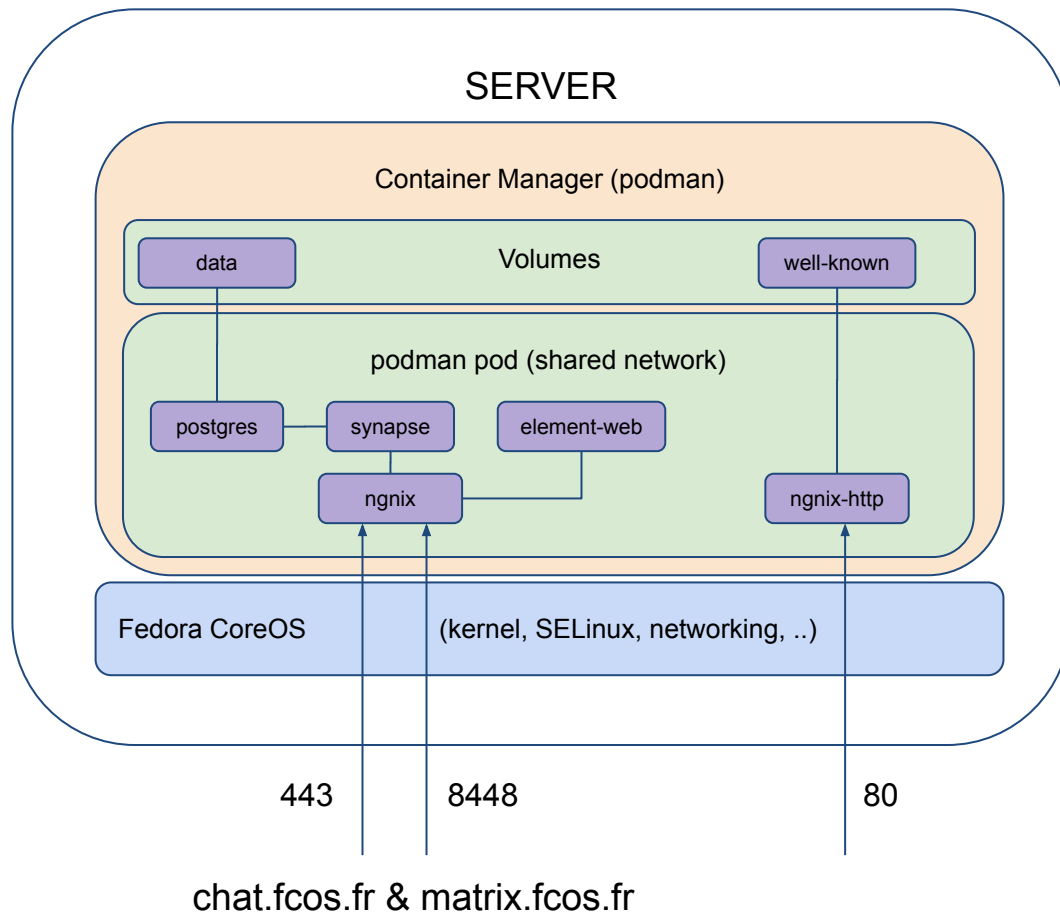 SERVER
Container Manager (podman)
data
Volumes
well-known
podman pod (shared network)
postgres
synapse
element-web
ngnix
ngnix-http
Fedora CoreOS (kernel, SELinux, networking, ..)
443
8448
80
chat.fcos.fr & matrix.fcos.fr